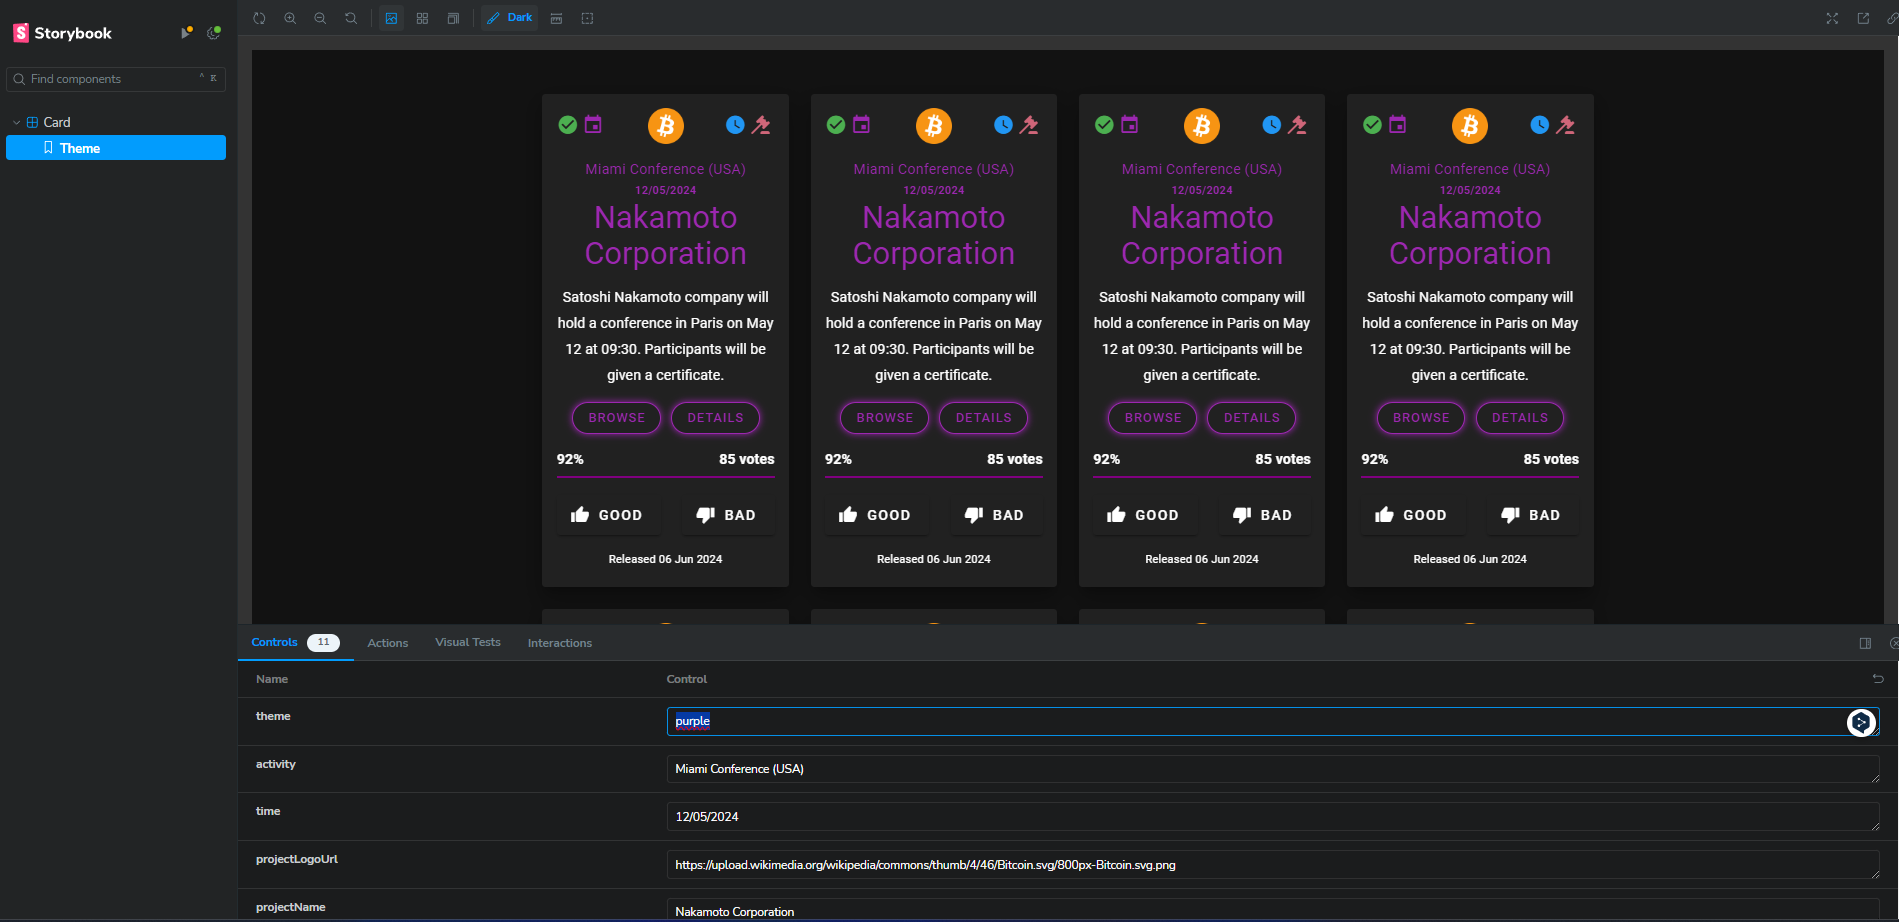 Storybook
Find components
^ K
Card
Theme
Dark
Miami Conference (USA)
12/05/2024
Nakamoto
Corporation
Satoshi Nakamoto company will
hold a conference in Paris on May
12 at 09:30. Participants will be
given a certificate.
BROWSE DETAILS
92% 85 votes
GOOD BAD
Released 06 Jun 2024
Miami Conference (USA)
12/05/2024
Nakamoto
Corporation
Satoshi Nakamoto company will
hold a conference in Paris on May
12 at 09:30. Participants will be
given a certificate.
BROWSE DETAILS
92% 85 votes
GOOD BAD
Released 06 Jun 2024
Miami Conference (USA)
12/05/2024
Nakamoto
Corporation
Satoshi Nakamoto company will
hold a conference in Paris on May
12 at 09:30. Participants will be
given a certificate.
BROWSE DETAILS
92% 85 votes
GOOD BAD
Released 06 Jun 2024
Miami Conference (USA)
12/05/2024
Nakamoto
Corporation
Satoshi Nakamoto company will
hold a conference in Paris on May
12 at 09:30. Participants will be
given a certificate.
BROWSE DETAILS
92% 85 votes
GOOD BAD
Released 06 Jun 2024
Controls 11 Actions Visual Tests Interactions
Name Control
theme purple
activity Miami Conference (USA)
time 12/05/2024
projectLogoUrl https://upload.wikimedia.org/wikipedia/commons/thumb/4/46/Bitcoin.svg/800px-Bitcoin.svg.png
projectName Nakamoto Corporation